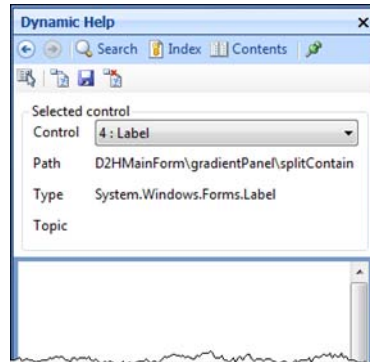 Dynamic Help
Search Index Contents
Selected control
Control 4 : Label
Path D2HMainForm\gradientPanel\splitContain
Type System.Windows.Forms.Label
Topic